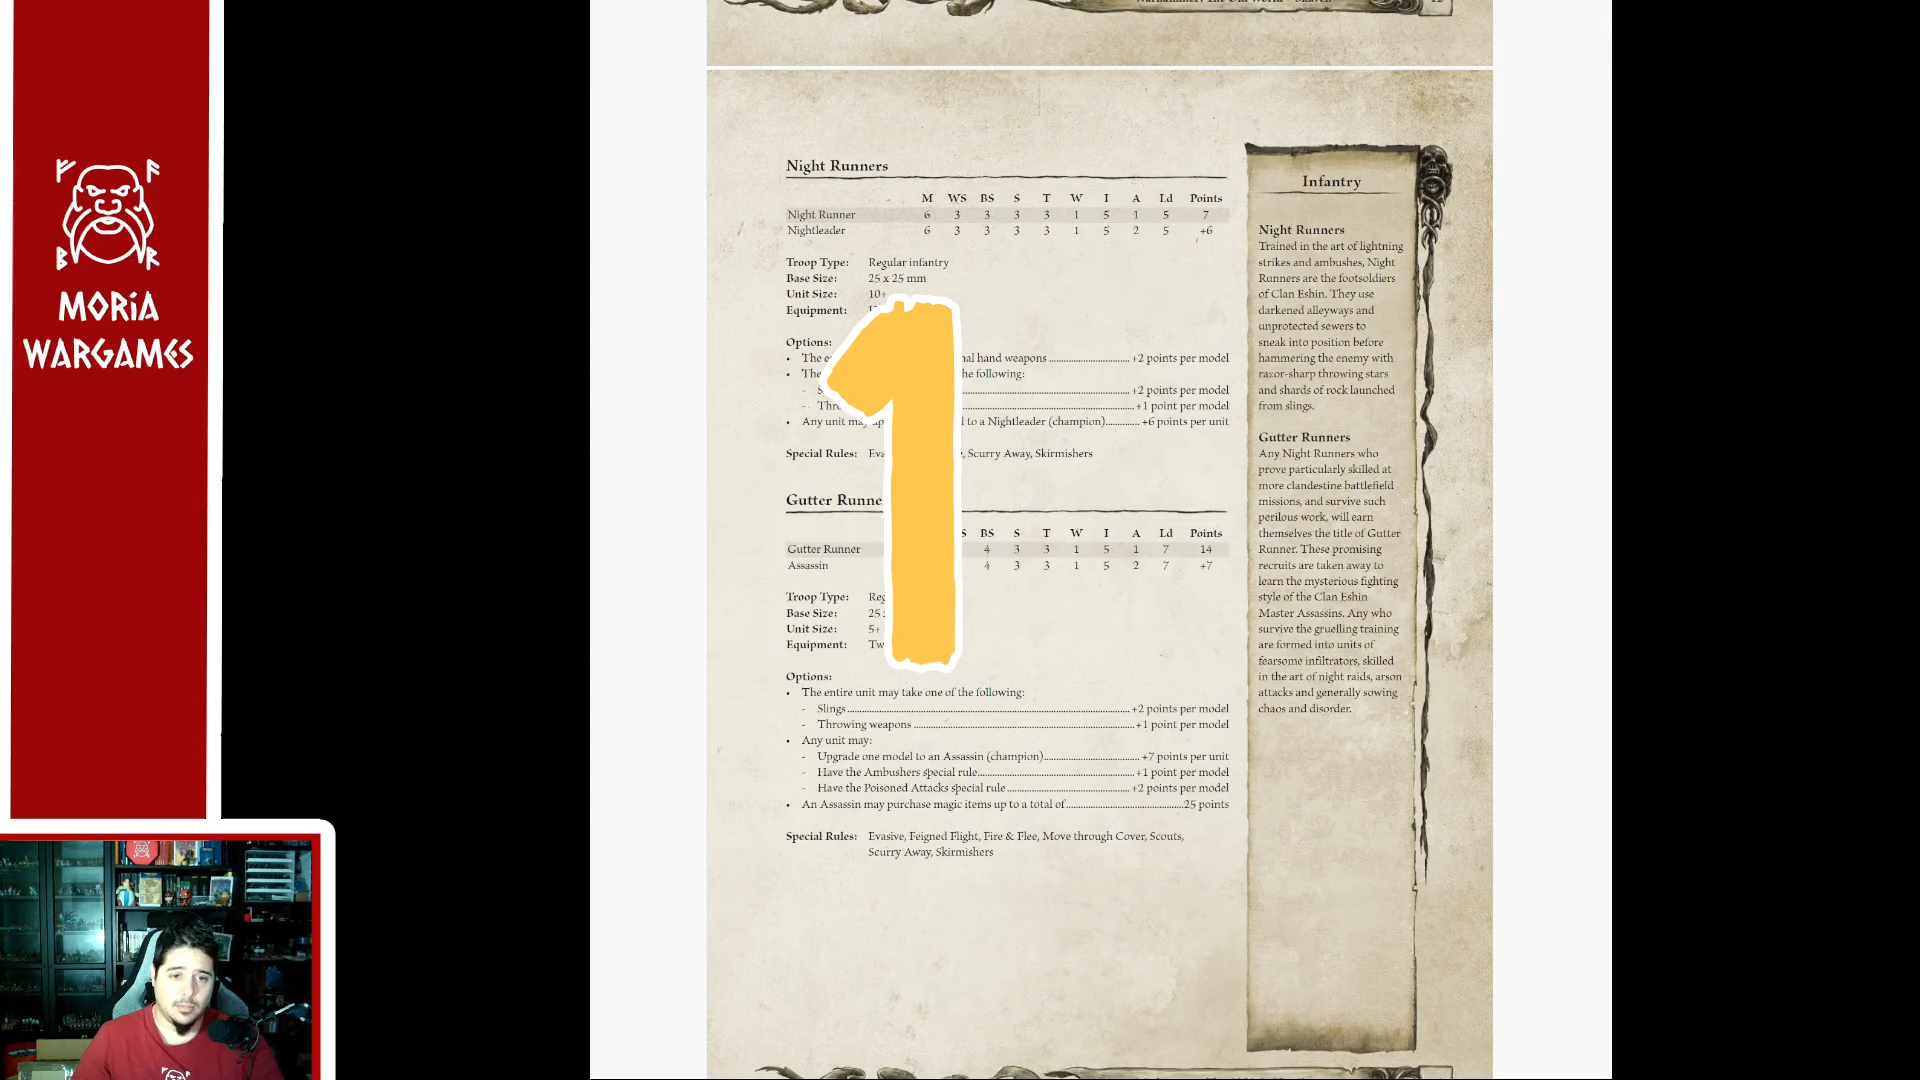 Warhammer: The Old World - Skaven
MORIA
WARGAMES
Night Runners
M WS BS S T W I A Ld Points
Night Runner 6 3 3 3 3 1 5 1 5 7
Nightleader 6 3 3 3 3 1 5 2 5 +6
Troop Type: Regular infantry
Base Size: 25 x 25 mm
Unit Size: 10+
Equipment:
Options:
• The hand weapons +2 points per model
• The the following:
- +2 points per model
- +1 point per model
• Any unit may to a Nightleader (champion) +6 points per unit
Special Rules: Scurry Away, Skirmishers
Gutter
BS S T W I A Ld Points
Gutter Runner 4 3 3 1 5 1 7 14
Assassin 4 3 3 1 5 2 7 +7
Troop Type:
Base Size: 25
Unit Size: 5+
Equipment:
Options:
• The entire unit may take one of the following:
- Slings +2 points per model
- Throwing weapons +1 point per model
• Any unit may:
- Upgrade one model to an Assassin (champion) +7 points per unit
- Have the Ambushers special rule +1 point per model
- Have the Poisoned Attacks special rule +2 points per model
• An Assassin may purchase magic items up to a total of 25 points
Special Rules: Evasive, Feigned Flight, Fire & Flee, Move through Cover, Scouts,
Scurry Away, Skirmishers
1
Infantry
Night Runners
Trained in the art of lightning
strikes and ambushes, Night
Runners are the footsoldiers
of Clan Eshin. They use
darkened alleyways and
unprotected sewers to
sneak into position before
hammering the enemy with
razor-sharp throwing stars
and shards of rock launched
from slings.
Gutter Runners
Any Night Runners who
prove particularly skilled at
more clandestine battlefield
missions, and survive such
perilous work, will earn
themselves the title of Gutter
Runner. These promising
recruits are taken away to
learn the mysterious fighting
style of the Clan Eshin
Master Assassins. Any who
survive the gruelling training
are formed into units of
fearsome infiltrators, skilled
in the art of night raids, arson
attacks and generally sowing
chaos and disorder.